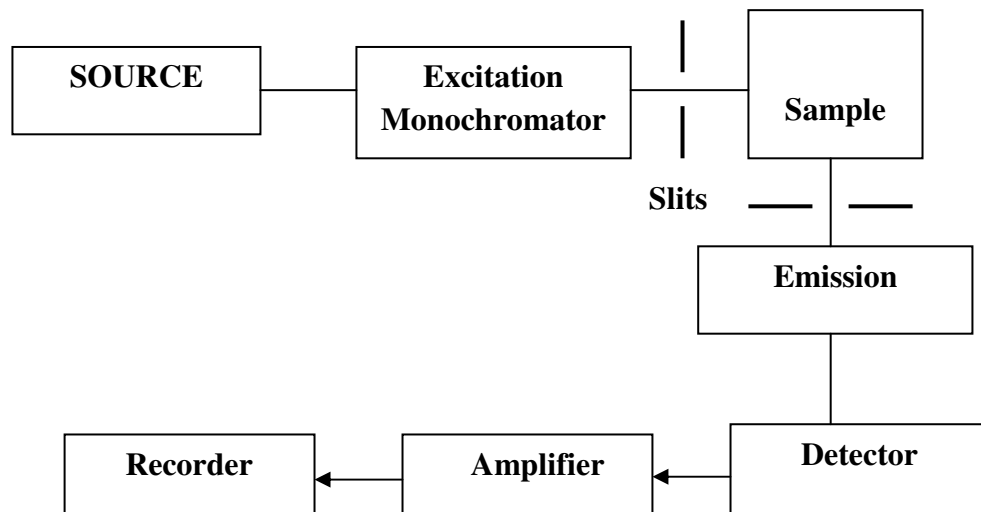 SOURCE
Excitation
Monochromator
Sample
Slits
Emission
Detector
Amplifier
Recorder